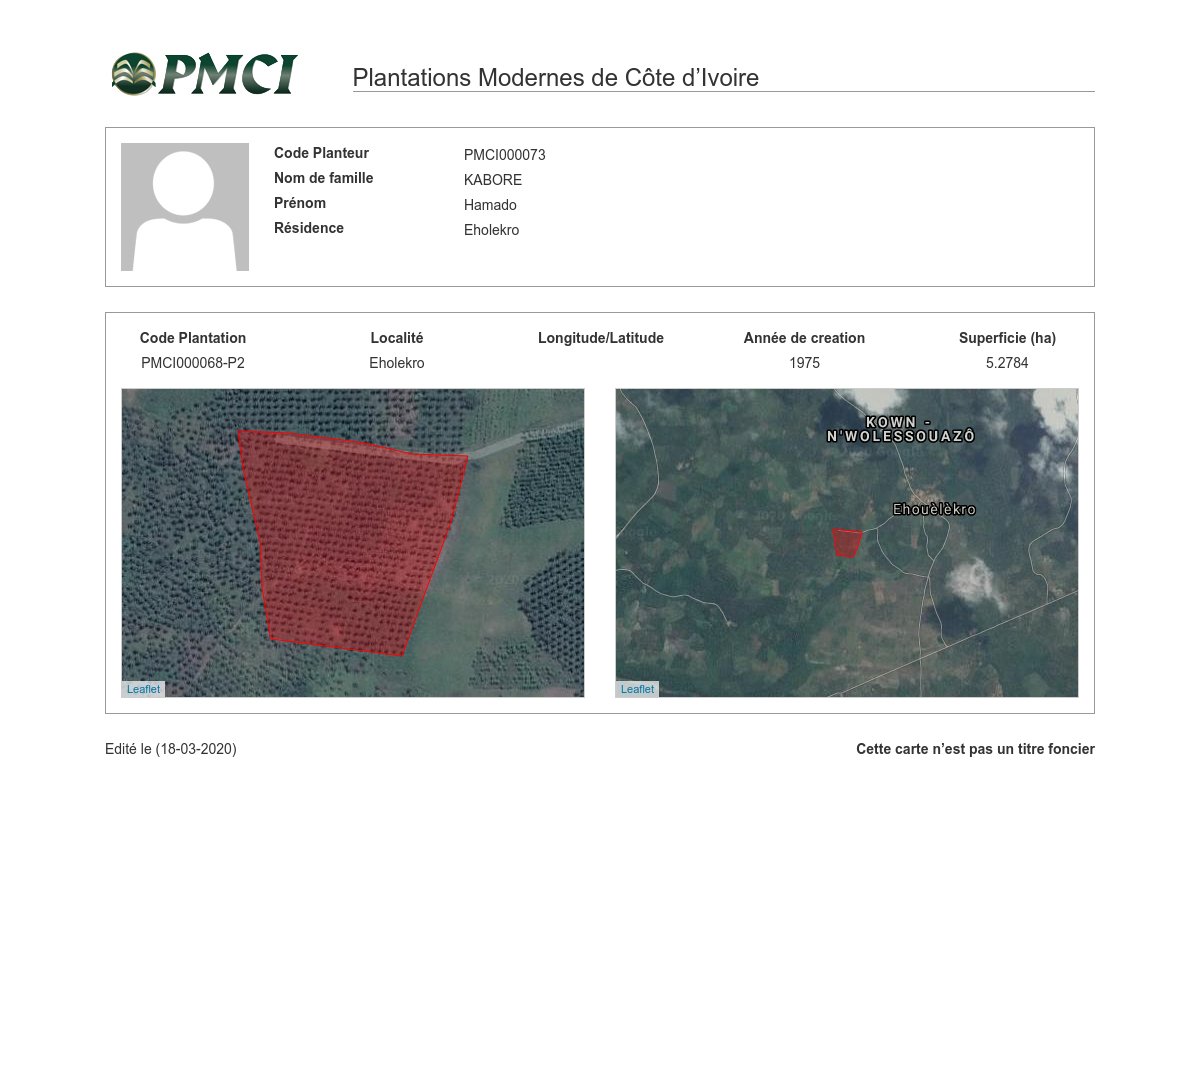 PMCI
Plantations Modernes de Côte d’Ivoire
Code Planteur PMCI000073
Nom de famille KABORE
Prénom Hamado
Résidence Eholekro
Code Plantation Localité Longitude/Latitude Année de creation Superficie (ha)
PMCI000068-P2 Eholekro 1975 5.2784
© 2020
Leaflet
KOWN -
N'WOLESSOUAZÔ
Ehouèlèkro
Leaflet
Edité le (18-03-2020)
Cette carte n’est pas un titre foncier